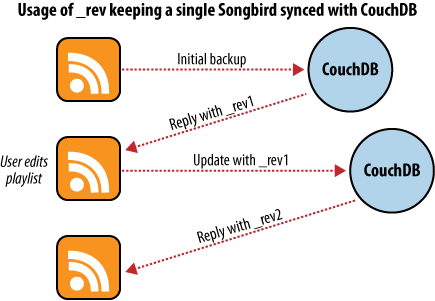 Usage of _rev keeping a single Songbird synced with CouchDB
Initial backup
CouchDB
Reply with _rev1
User edits
playlist
Update with _rev1
CouchDB
Reply with _rev2